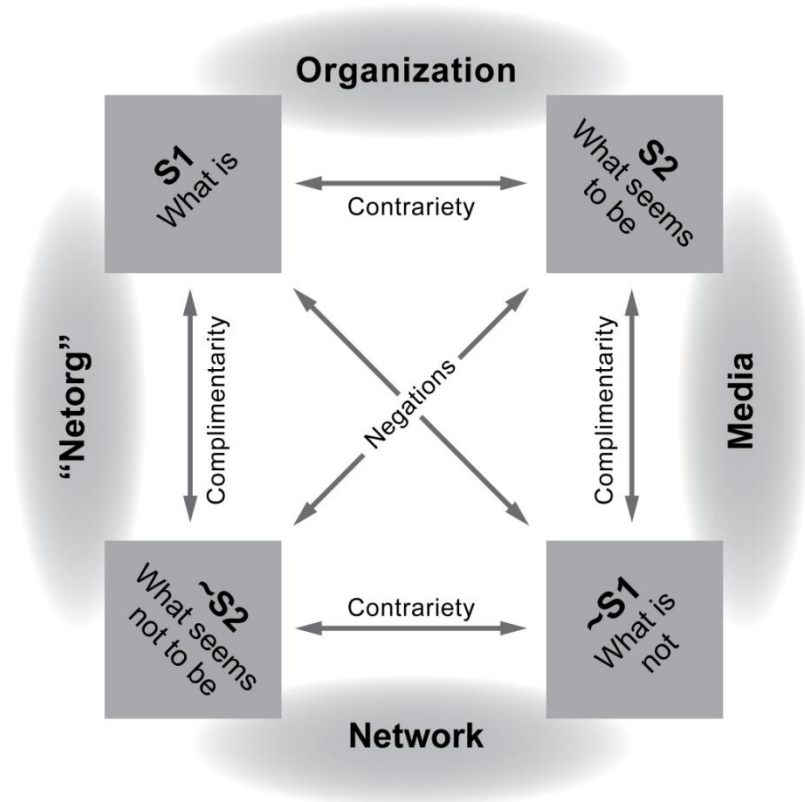 Organization
S1
What is
Contrariety
S2
What seems
to be
“Netorg”
Complimentarity
Negations
Complimentarity
Media
~S2
What seems
not to be
Contrariety
~S1
What is
not
Network